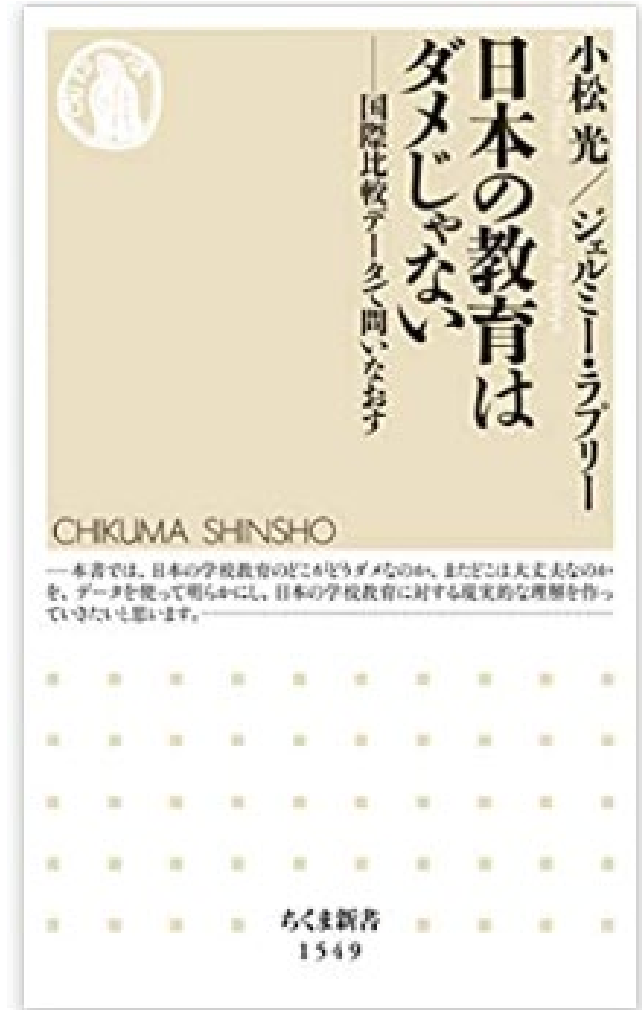 小松 光／ジェルミー・ラプリー
日本の教育は
ダメじゃない
──国際比較データで問いなおす
CHIKUMA SHINSHO
──本書では、日本の学校教育のどこがどうダメなのか、またどこは大丈夫なのか
を、データを使って明らかにし、日本の学校教育に対する現実的な理解を作っ
ていきたいと思います。
ちくま新書
1549